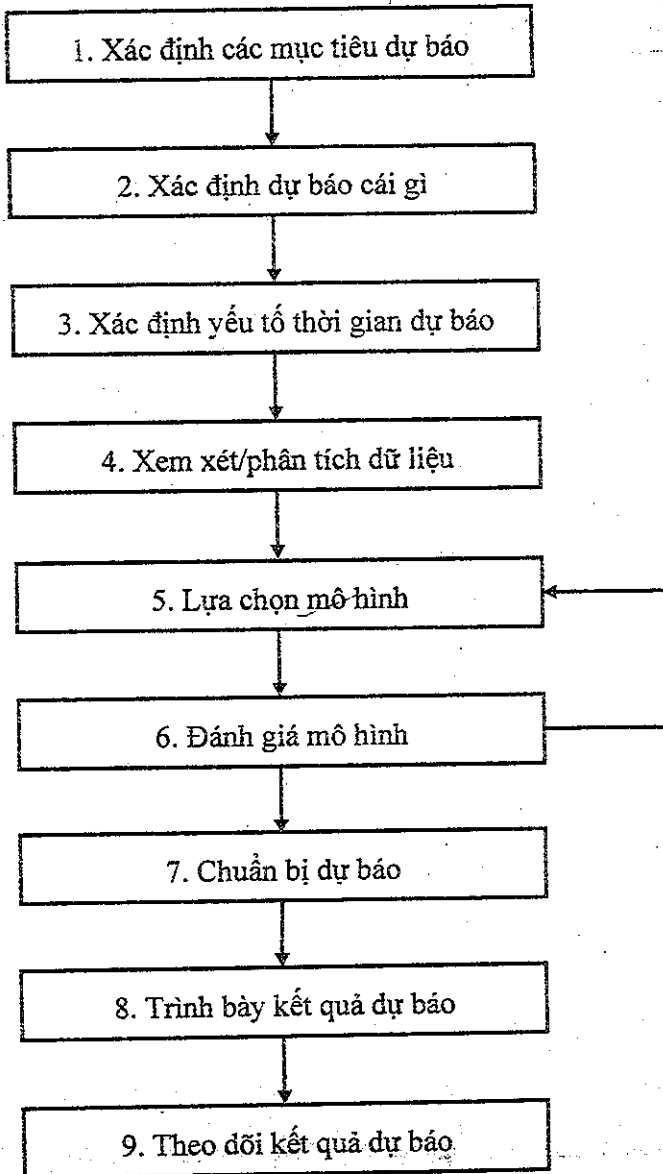 1. Xác định các mục tiêu dự báo
2. Xác định dự báo cái gì
3. Xác định yếu tố thời gian dự báo
4. Xem xét/phân tích dữ liệu
5. Lựa chọn mô hình
6. Đánh giá mô hình
7. Chuẩn bị dự báo
8. Trình bày kết quả dự báo
9. Theo dõi kết quả dự báo